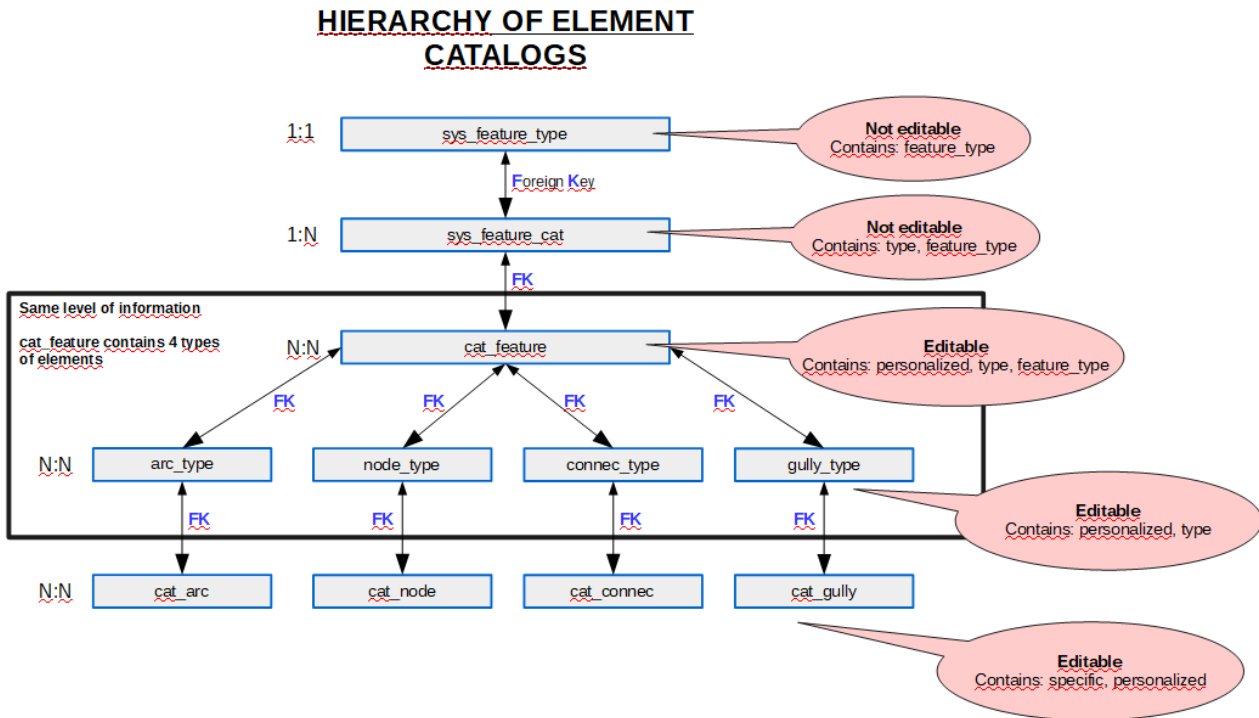 HIERARCHY OF ELEMENT
CATALOGS
1:1
sys_feature_type
Not editable
Contains: feature_type
Foreign Key
1:N
sys_feature_cat
Not editable
Contains: type, feature_type
FK
Same level of information
cat_feature contains 4 types
of elements
N:N
cat_feature
Editable
Contains: personalized, type, feature_type
FK
FK
FK
FK
N:N
arc_type
node_type
connec_type
gully_type
Editable
Contains: personalized, type
FK
FK
FK
FK
N:N
cat_arc
cat_node
cat_connec
cat_gully
Editable
Contains: specific, personalized